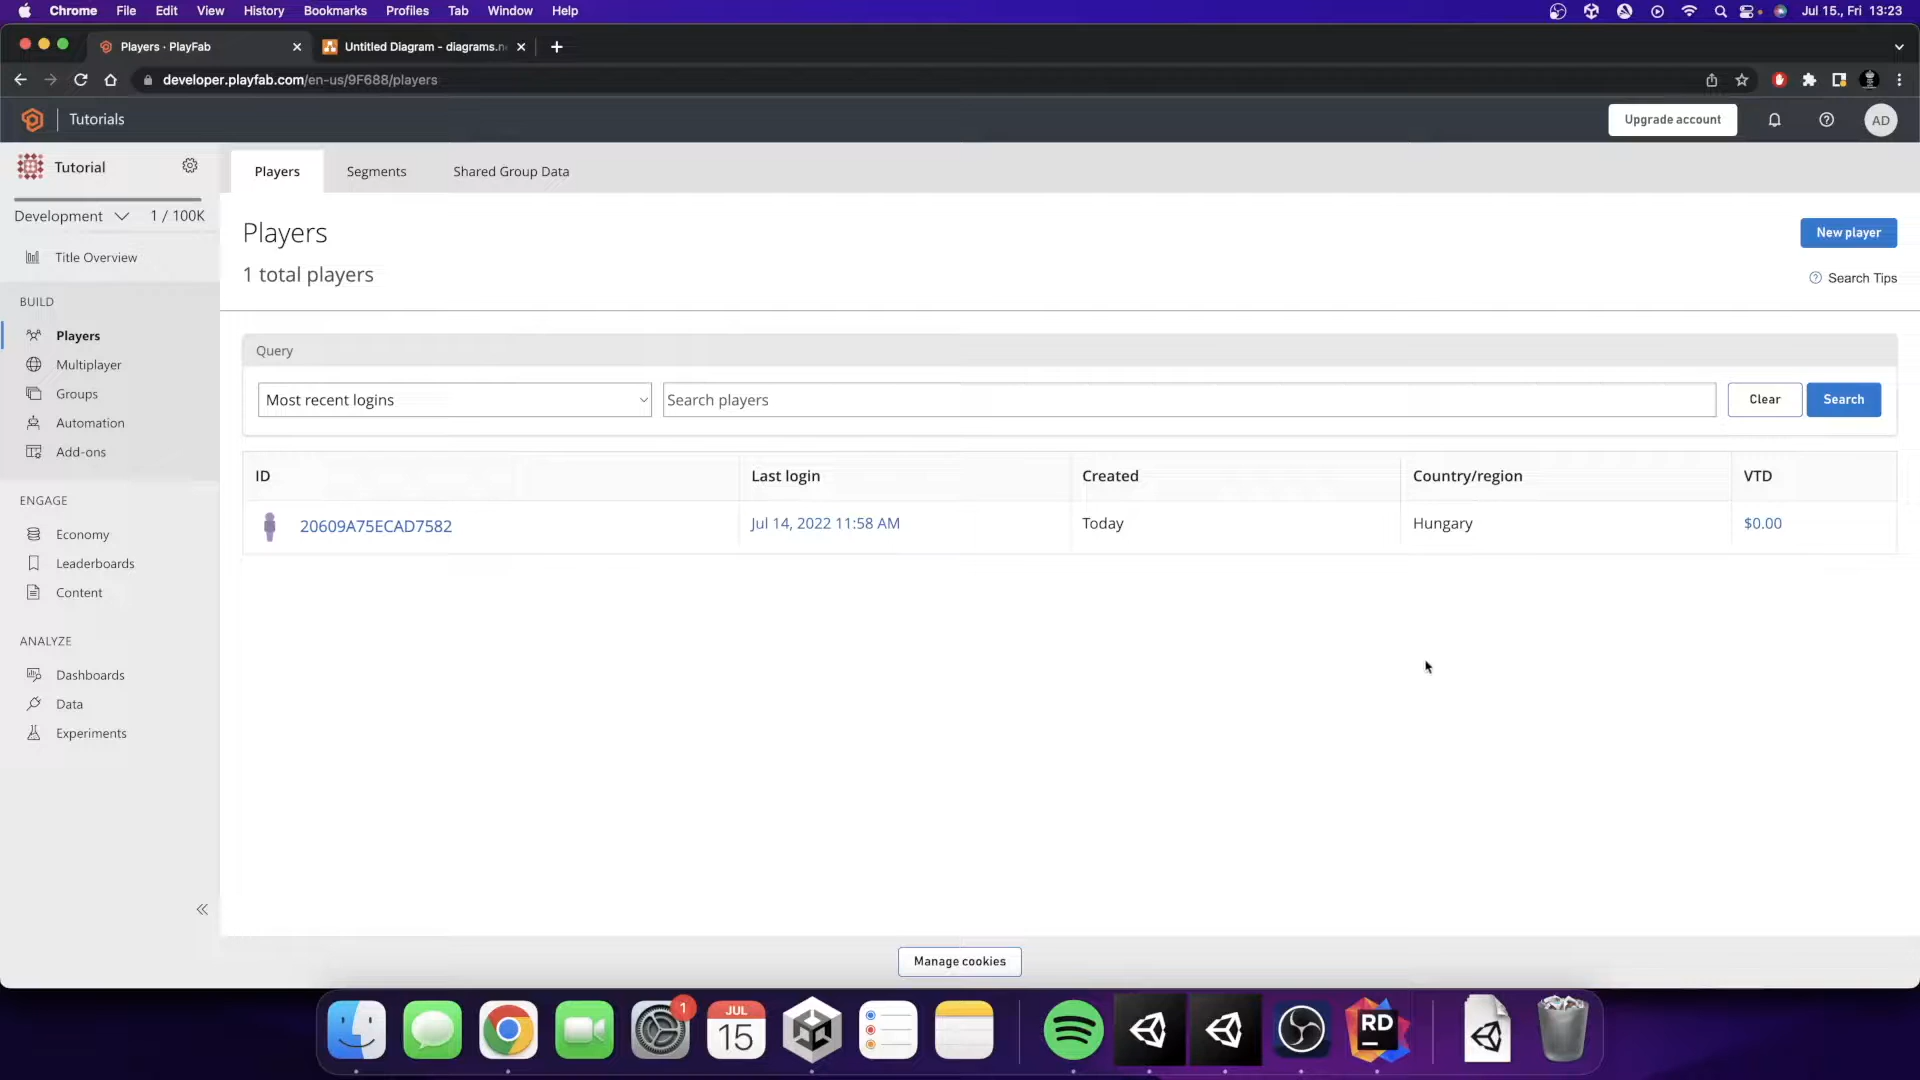 Chrome File Edit View History Bookmarks Profiles Tab Window Help Jul 15., Fri 13:23
Players · PlayFab
Untitled Diagram - diagrams.n
developer.playfab.com/en-us/9F688/players
Tutorials
Upgrade account
AD
Tutorial
Development 1 / 100K
Title Overview
BUILD
Players
Multiplayer
Groups
Automation
Add-ons
ENGAGE
Economy
Leaderboards
Content
ANALYZE
Dashboards
Data
Experiments
Players Segments Shared Group Data
Players
New player
1 total players
Search Tips
Query
Most recent logins
Search players
Clear
Search
ID Last login Created Country/region VTD
20609A75ECAD7582 Jul 14, 2022 11:58 AM Today Hungary $0.00
Manage cookies
1
JUL
15
RD